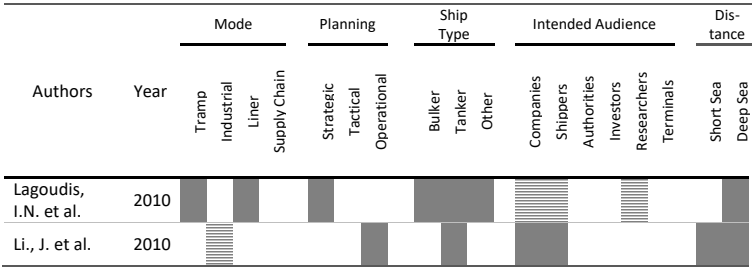 Mode Planning Ship Type Intended Audience Dis-tance
Authors Year Tramp Industrial Liner Supply Chain Strategic Tactical Operational Bulker Tanker Other Companies Shippers Authorities Investors Researchers Terminals Short Sea Deep Sea
Lagoudis,
I.N. et al. 2010
Li., J. et al. 2010